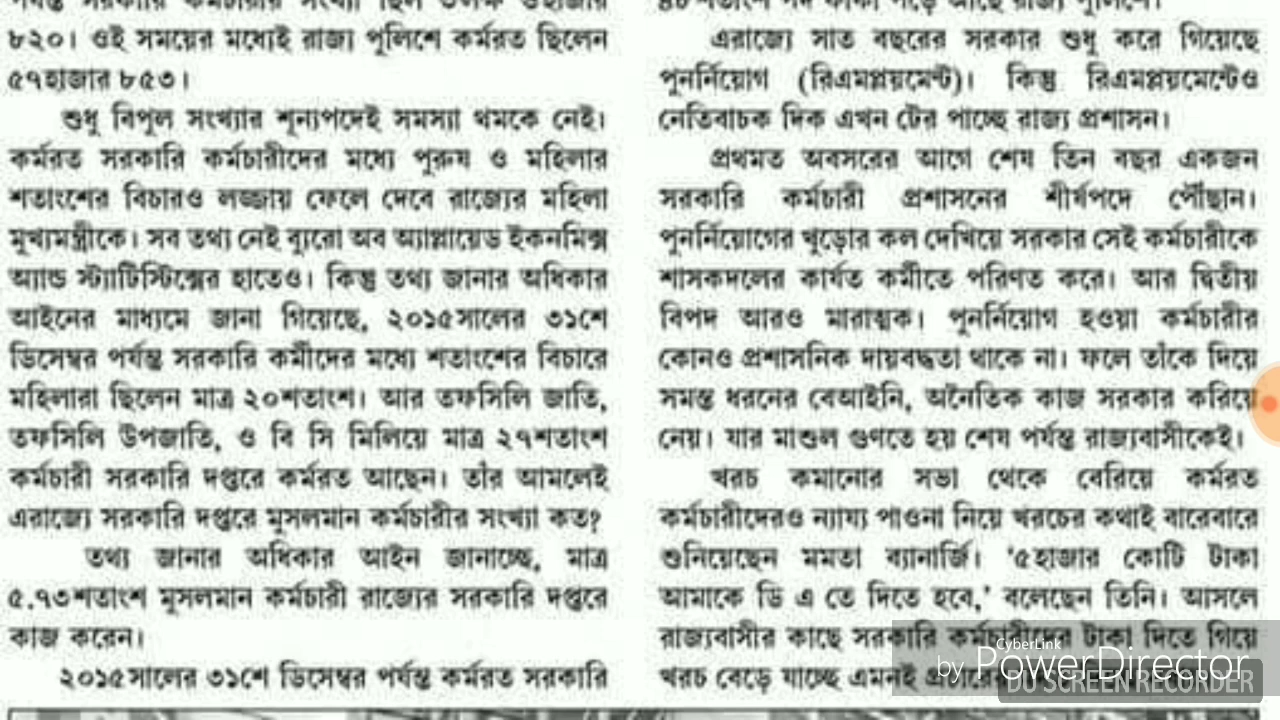 ৮২০। ওই সময়ের মধ্যেই রাজ্য পুলিশে কর্মরত ছিলেন
৫৭হাজার ৮৫৩।
শুধু বিপুল সংখ্যার শূন্যপদেই সমস্যা থমকে নেই।
কর্মরত সরকারি কর্মচারীদের মধ্যে পুরুষ ও মহিলার
শতাংশের বিচারও লজ্জায় ফেলে দেবে রাজ্যের মহিলা
মুখ্যমন্ত্রীকে। সব তথ্য নেই ব্যুরো অব অ্যাপ্লায়েড ইকনমিক্স
অ্যান্ড স্ট্যাটিস্টিক্সের হাতেও। কিন্তু তথ্য জানার অধিকার
আইনের মাধ্যমে জানা গিয়েছে, ২০১৫সালের ৩১শে
ডিসেম্বর পর্যন্ত সরকারি কর্মীদের মধ্যে শতাংশের বিচারে
মহিলারা ছিলেন মাত্র ২০শতাংশ। আর তফসিলি জাতি,
তফসিলি উপজাতি, ও বি সি মিলিয়ে মাত্র ২৭শতাংশ
কর্মচারী সরকারি দপ্তরে কর্মরত আছেন। তাঁর আমলেই
এরাজ্যে সরকারি দপ্তরে মুসলমান কর্মচারীর সংখ্যা কত?
তথ্য জানার অধিকার আইন জানাচ্ছে, মাত্র
৫.৭৩শতাংশ মুসলমান কর্মচারী রাজ্যের সরকারি দপ্তরে
কাজ করেন।
২০১৫সালের ৩১শে ডিসেম্বর পর্যন্ত কর্মরত সরকারি
এরাজ্যে সাত বছরের সরকার শুধু করে গিয়েছে
পুনর্নিয়োগ (রিএমপ্লয়মেন্ট)। কিন্তু রিএমপ্লয়মেন্টেও
নেতিবাচক দিক এখন টের পাচ্ছে রাজ্য প্রশাসন।
প্রথমত অবসরের আগে শেষ তিন বছর একজন
সরকারি কর্মচারী প্রশাসনের শীর্ষপদে পৌঁছান।
পুনর্নিয়োগের খুড়োর কল দেখিয়ে সরকার সেই কর্মচারীকে
শাসকদলের কার্যত কর্মীতে পরিণত করে। আর দ্বিতীয়
বিপদ আরও মারাত্মক। পুনর্নিয়োগ হওয়া কর্মচারীর
কোনও প্রশাসনিক দায়বদ্ধতা থাকে না। ফলে তাঁকে দিয়ে
সমস্ত ধরনের বেআইনি, অনৈতিক কাজ সরকার করিয়ে
নেয়। যার মাশুল গুণতে হয় শেষ পর্যন্ত রাজ্যবাসীকেই।
খরচ কমানোর সভা থেকে বেরিয়ে কর্মরত
কর্মচারীদেরও ন্যায্য পাওনা নিয়ে খরচের কথাই বারেবারে
শুনিয়েছেন মমতা ব্যানার্জি। '৫হাজার কোটি টাকা
আমাকে ডি এ তে দিতে হবে,' বলেছেন তিনি। আসলে
রাজ্যবাসীর কাছে সরকারি কর্মচারীদের টাকা দিতে গিয়ে
খরচ বেড়ে যাচ্ছে এমনই
CyberLink
by PowerDirector
DU SCREEN RECORDER